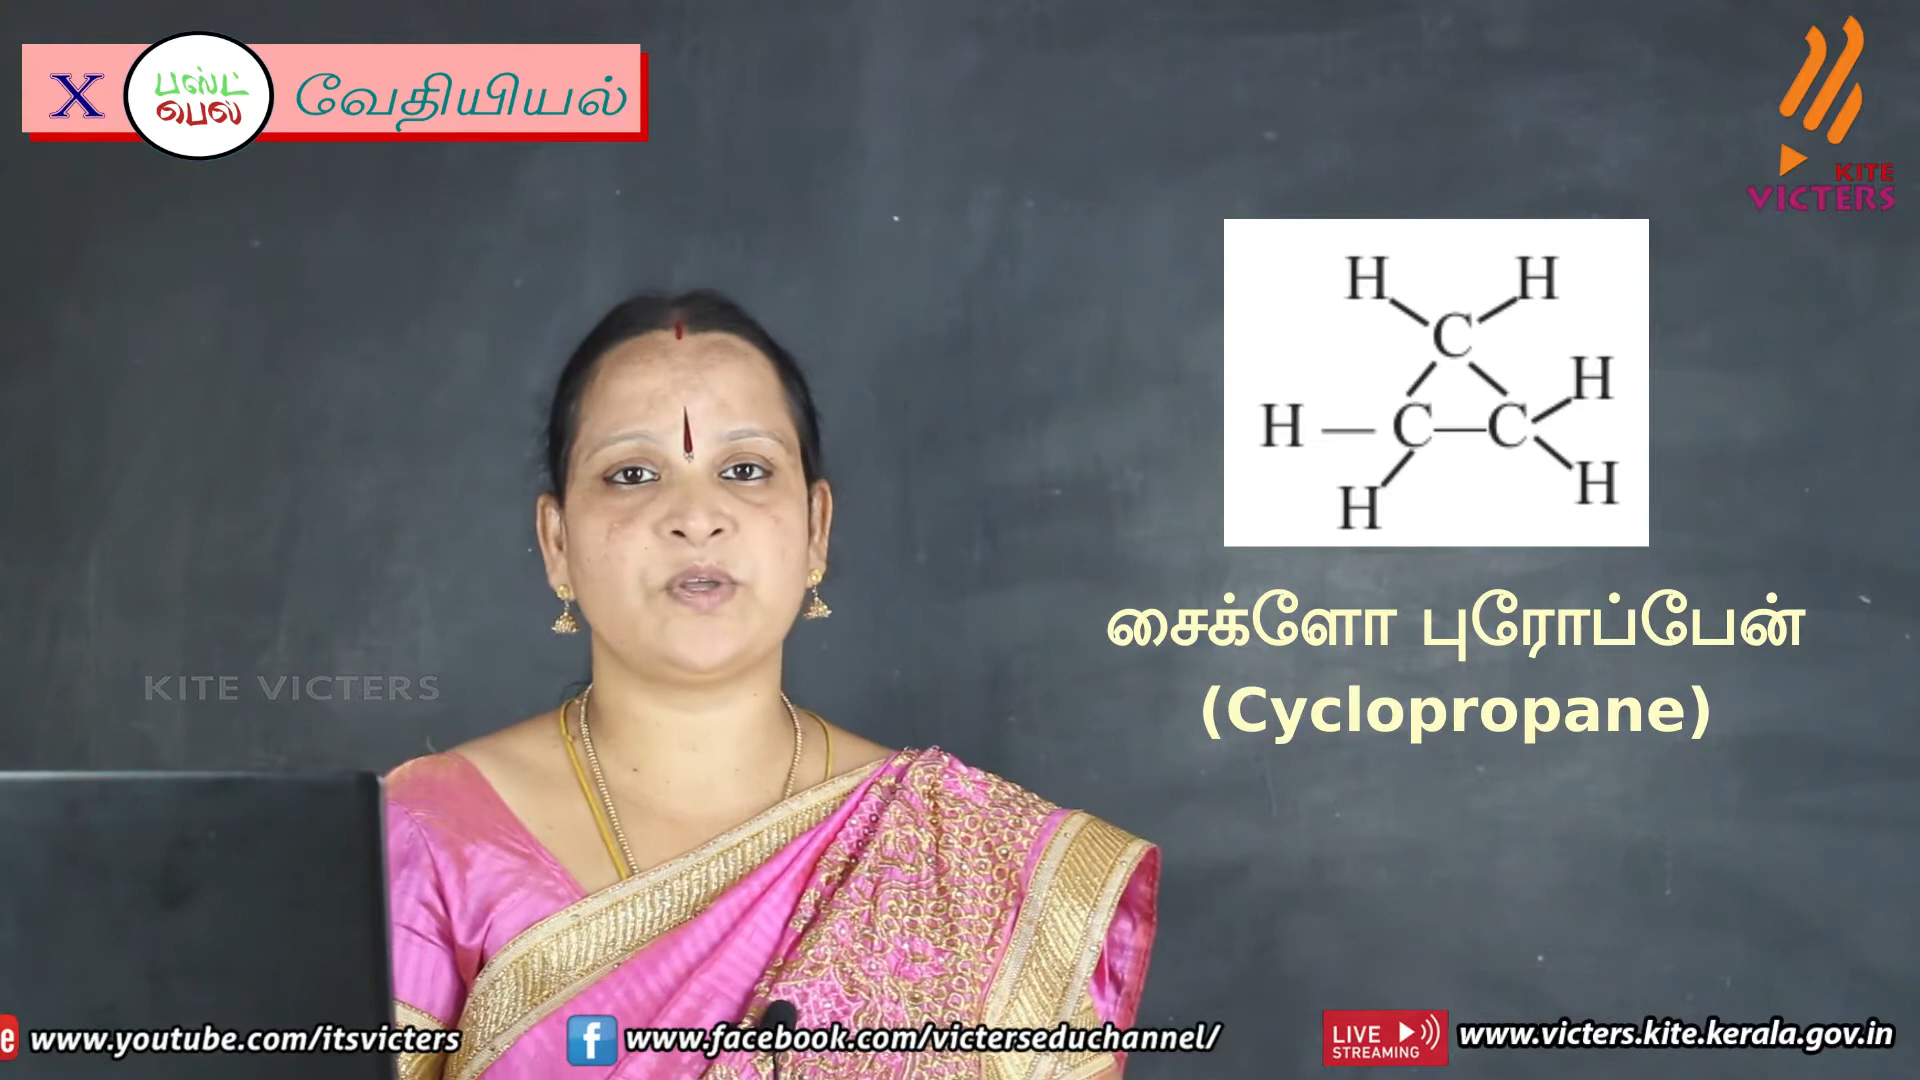 X பஸ்ட் பெல் வேதியியல்
KITE
VICTERS
H H
C
H
H — C — C
H
H
சைக்ளோ புரோப்பேன்
(Cyclopropane)
KITE VICTERS
www.youtube.com/itsvicters
www.facebook.com/victerseduchannel/
LIVE STREAMING
www.victers.kite.kerala.gov.in